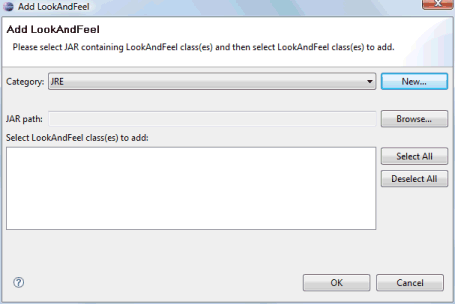 Add LookAndFeel
Add LookAndFeel
Please select JAR containing LookAndFeel class(es) and then select LookAndFeel class(es) to add.
Category: JRE New...
JAR path: Browse...
Select LookAndFeel class(es) to add:
Select All
Deselect All
? OK Cancel